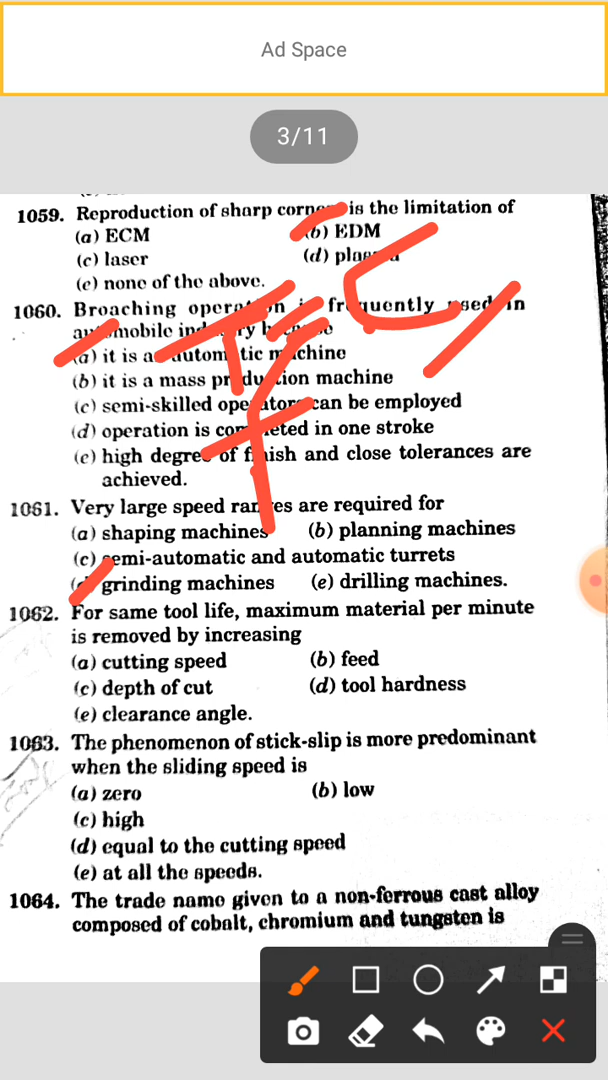 Ad Space
3/11
1059. Reproduction of sharp corners is the limitation of
(a) ECM (b) EDM
(c) laser (d) plasma
(e) none of the above.
1060. Broaching operation is frequently used in
automobile industry because
(a) it is automatic machine
(b) it is a mass production machine
(c) semi-skilled operators can be employed
(d) operation is completed in one stroke
(e) high degree of finish and close tolerances are
achieved.
1061. Very large speed ranges are required for
(a) shaping machines (b) planning machines
(c) semi-automatic and automatic turrets
grinding machines (e) drilling machines.
1062. For same tool life, maximum material per minute
is removed by increasing
(a) cutting speed (b) feed
(c) depth of cut (d) tool hardness
(e) clearance angle.
1063. The phenomenon of stick-slip is more predominant
when the sliding speed is
(a) zero (b) low
(c) high
(d) equal to the cutting speed
(e) at all the speeds.
1064. The trade name given to a non-ferrous cast alloy
composed of cobalt, chromium and tungsten is